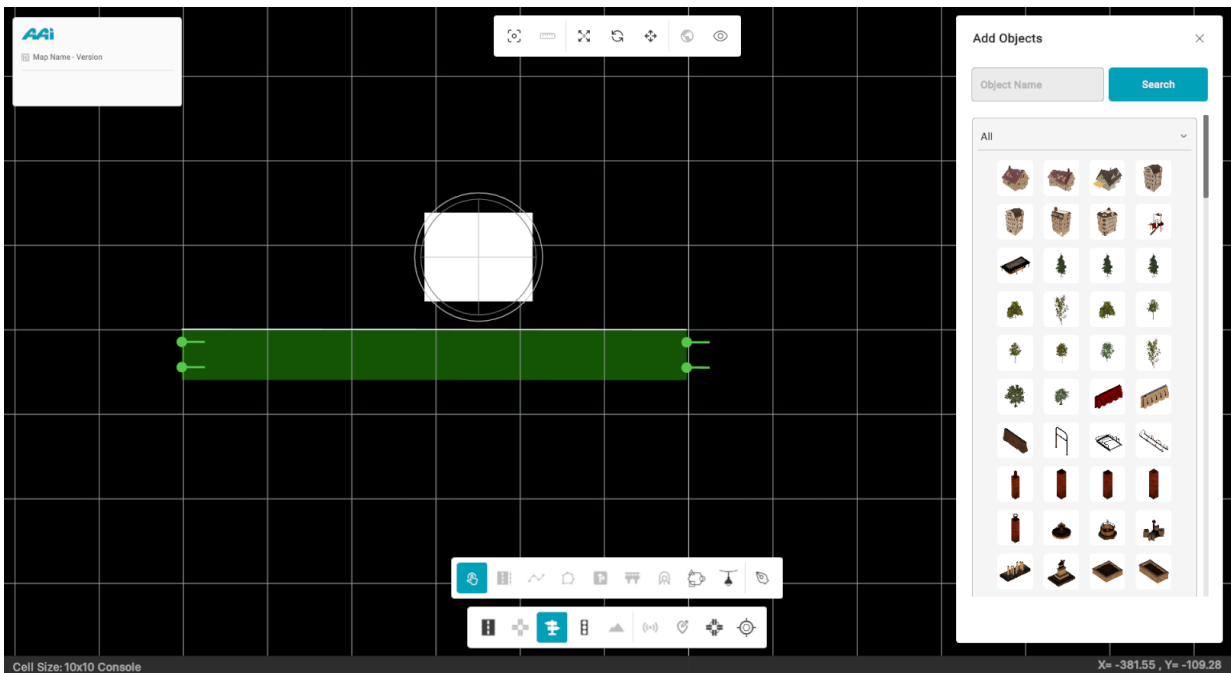 AAi
Map Name - Version
Add Objects
Object Name
Search
All
Cell Size: 10x10 Console
X= -381.55 , Y= -109.28